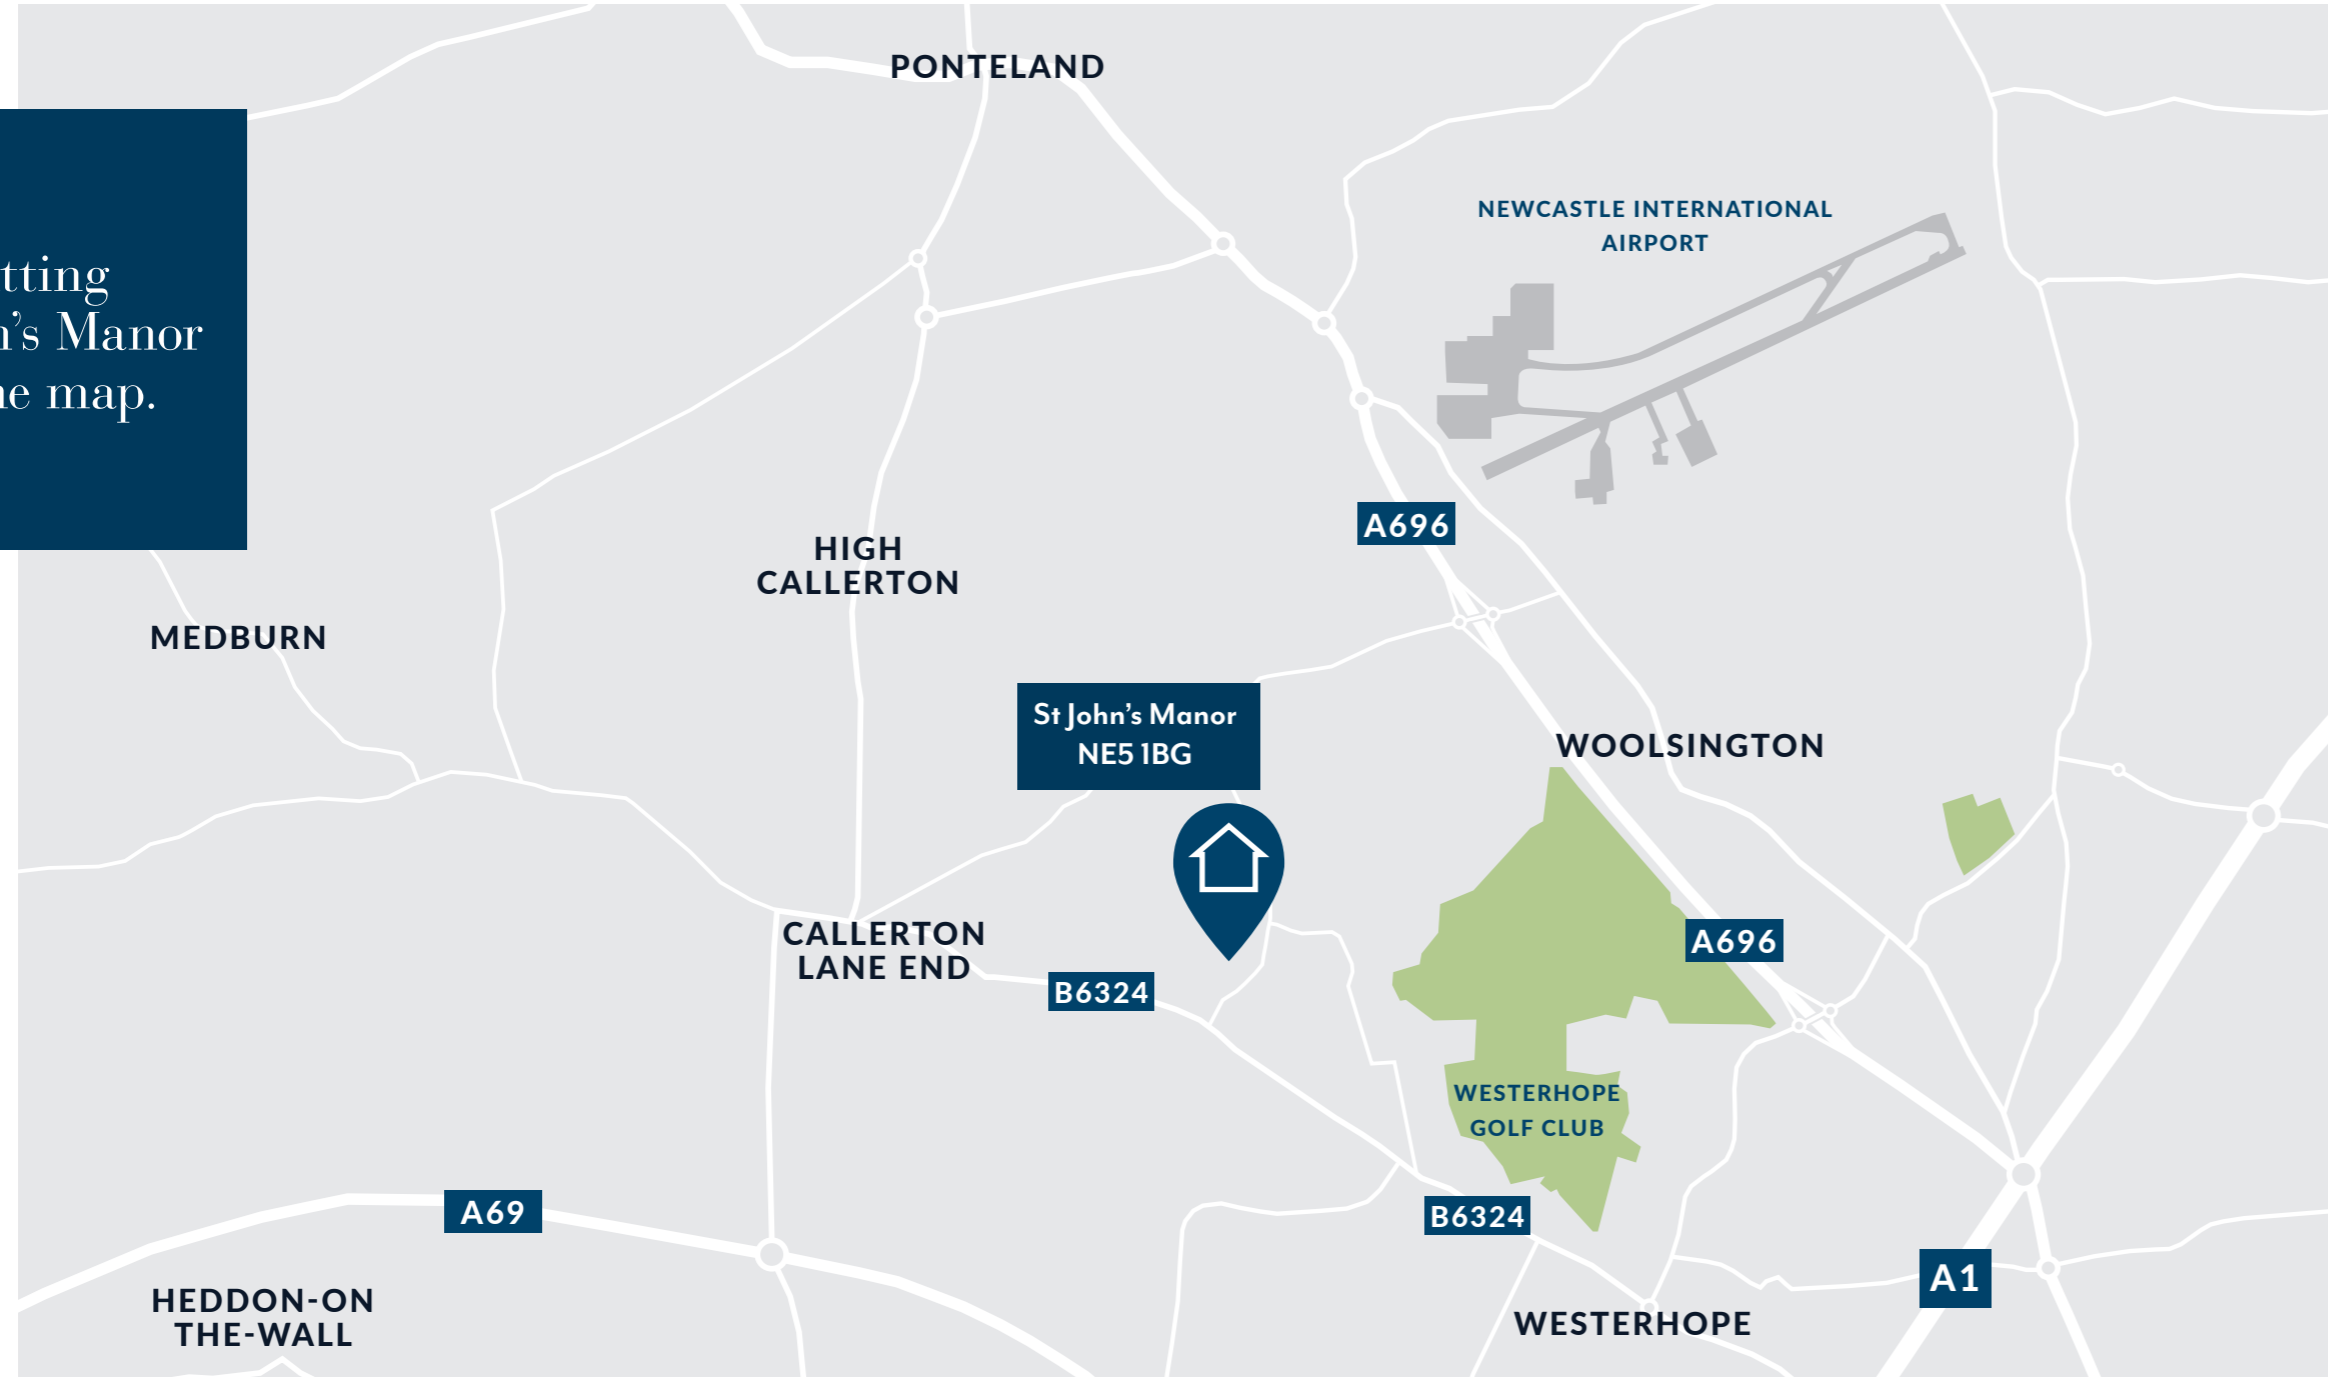 PONTELAND
NEWCASTLE INTERNATIONAL
AIRPORT
Manor
map.
A696
HIGH
CALLERTON
MEDBURN
St John’s Manor
NE5 1BG
WOOLSINGTON
CALLERTON
LANE END
A696
B6324
WESTERHOPE
GOLF CLUB
A69
B6324
A1
HEDDON-ON
THE-WALL
WESTERHOPE